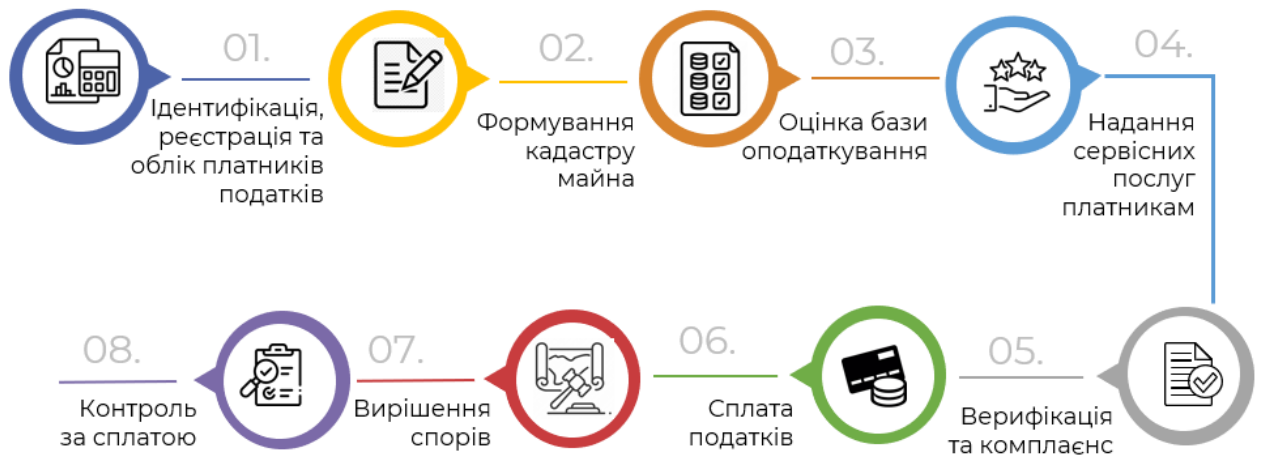 01.
Ідентифікація,
реєстрація та
облік платників
податків
02.
Формування
кадастру
майна
03.
Оцінка бази
оподаткування
04.
Надання
сервісних
послуг
платникам
05.
Верифікація
та комплаєнс
06.
Сплата
податків
07.
Вирішення
спорів
08.
Контроль
за сплатою